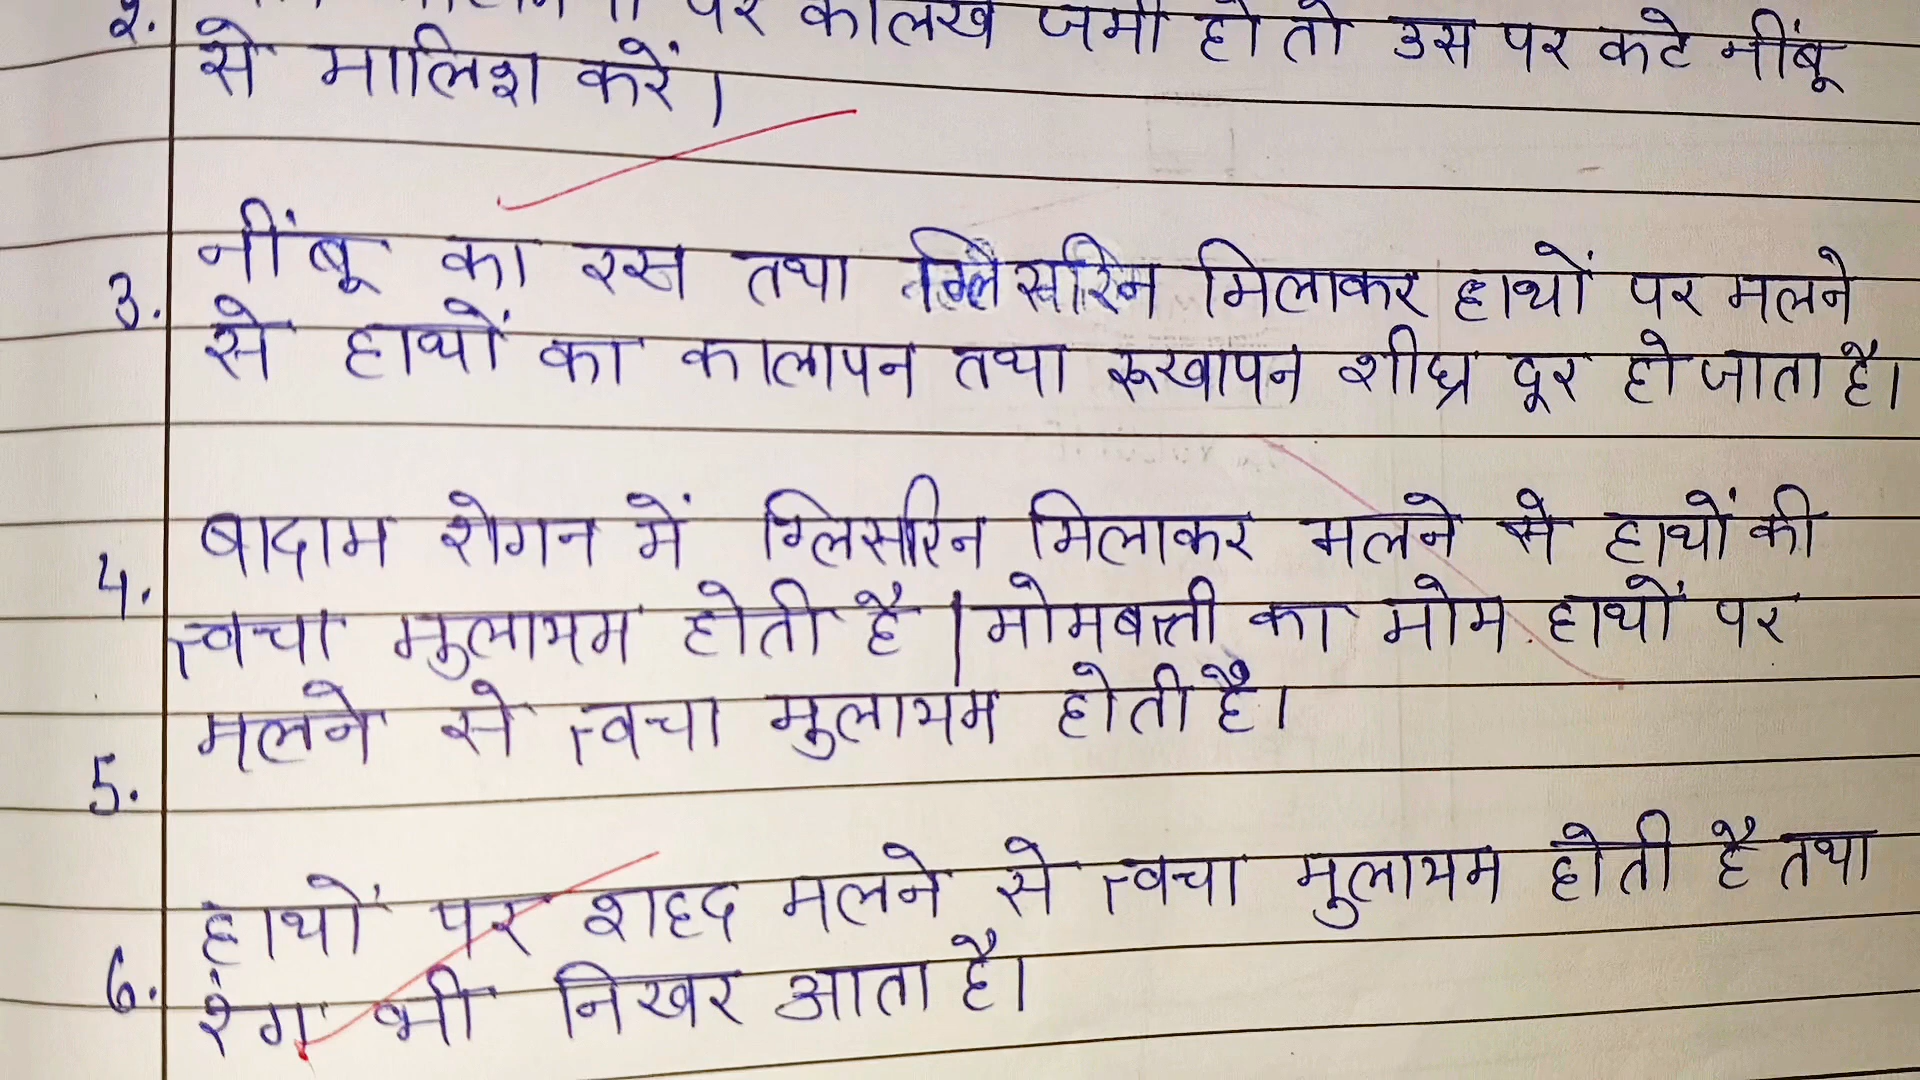 2. पर कालिख जमी हो तो उस पर कटे नींबू
से मालिश करें।
नींबू का रस तथा ग्लिसरिन मिलाकर हाथों पर मलने
3. से हाथों का कालापन तथा रूखापन शीघ्र दूर हो जाता है।
बादाम रोगन में ग्लिसरिन मिलाकर मलने से हाथों की
4. त्वचा मुलायम होती है। मोमबत्ती का मोम हाथों पर
मलने से त्वचा मुलायम होती है।
5.
हाथों पर शहद मलने से त्वचा मुलायम होती है तथा
6. रंग भी निखर आता है।